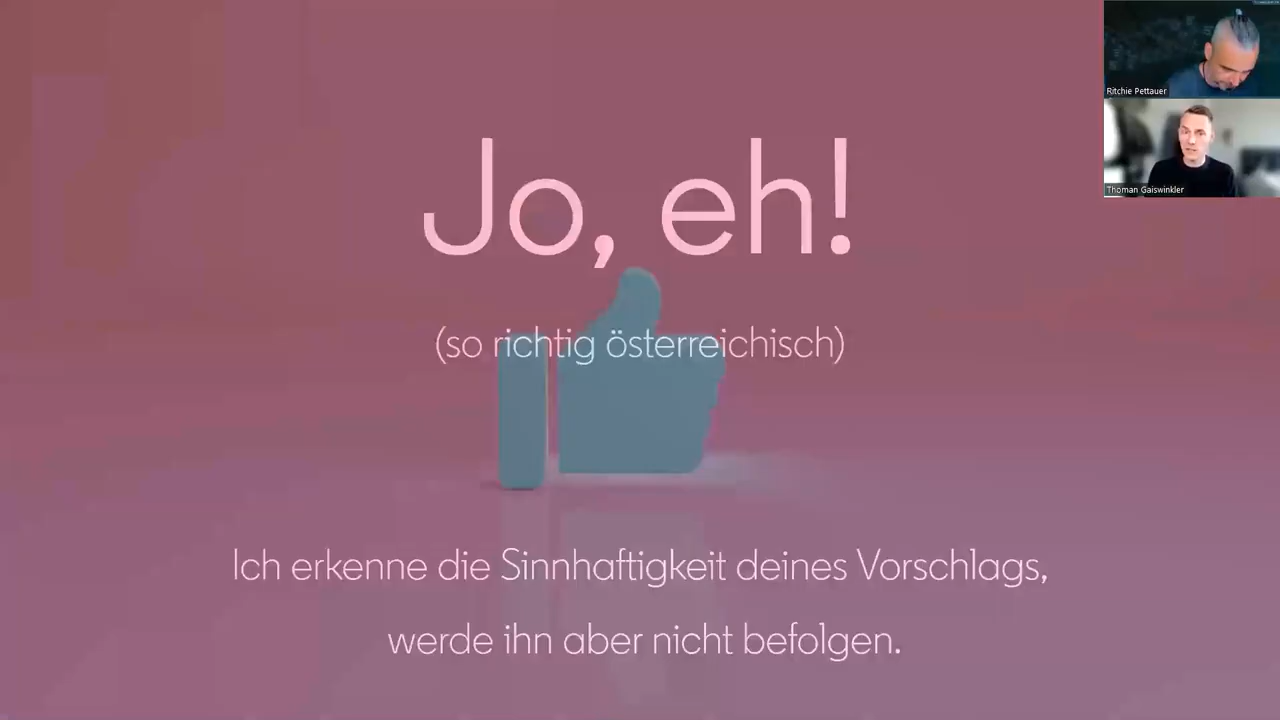 Jo, eh!
(so richtig österreichisch)
Ich erkenne die Sinnhaftigkeit deines Vorschlags,
werde ihn aber nicht befolgen.
Ritchie Pettauer
Thoman Gaiswinkler